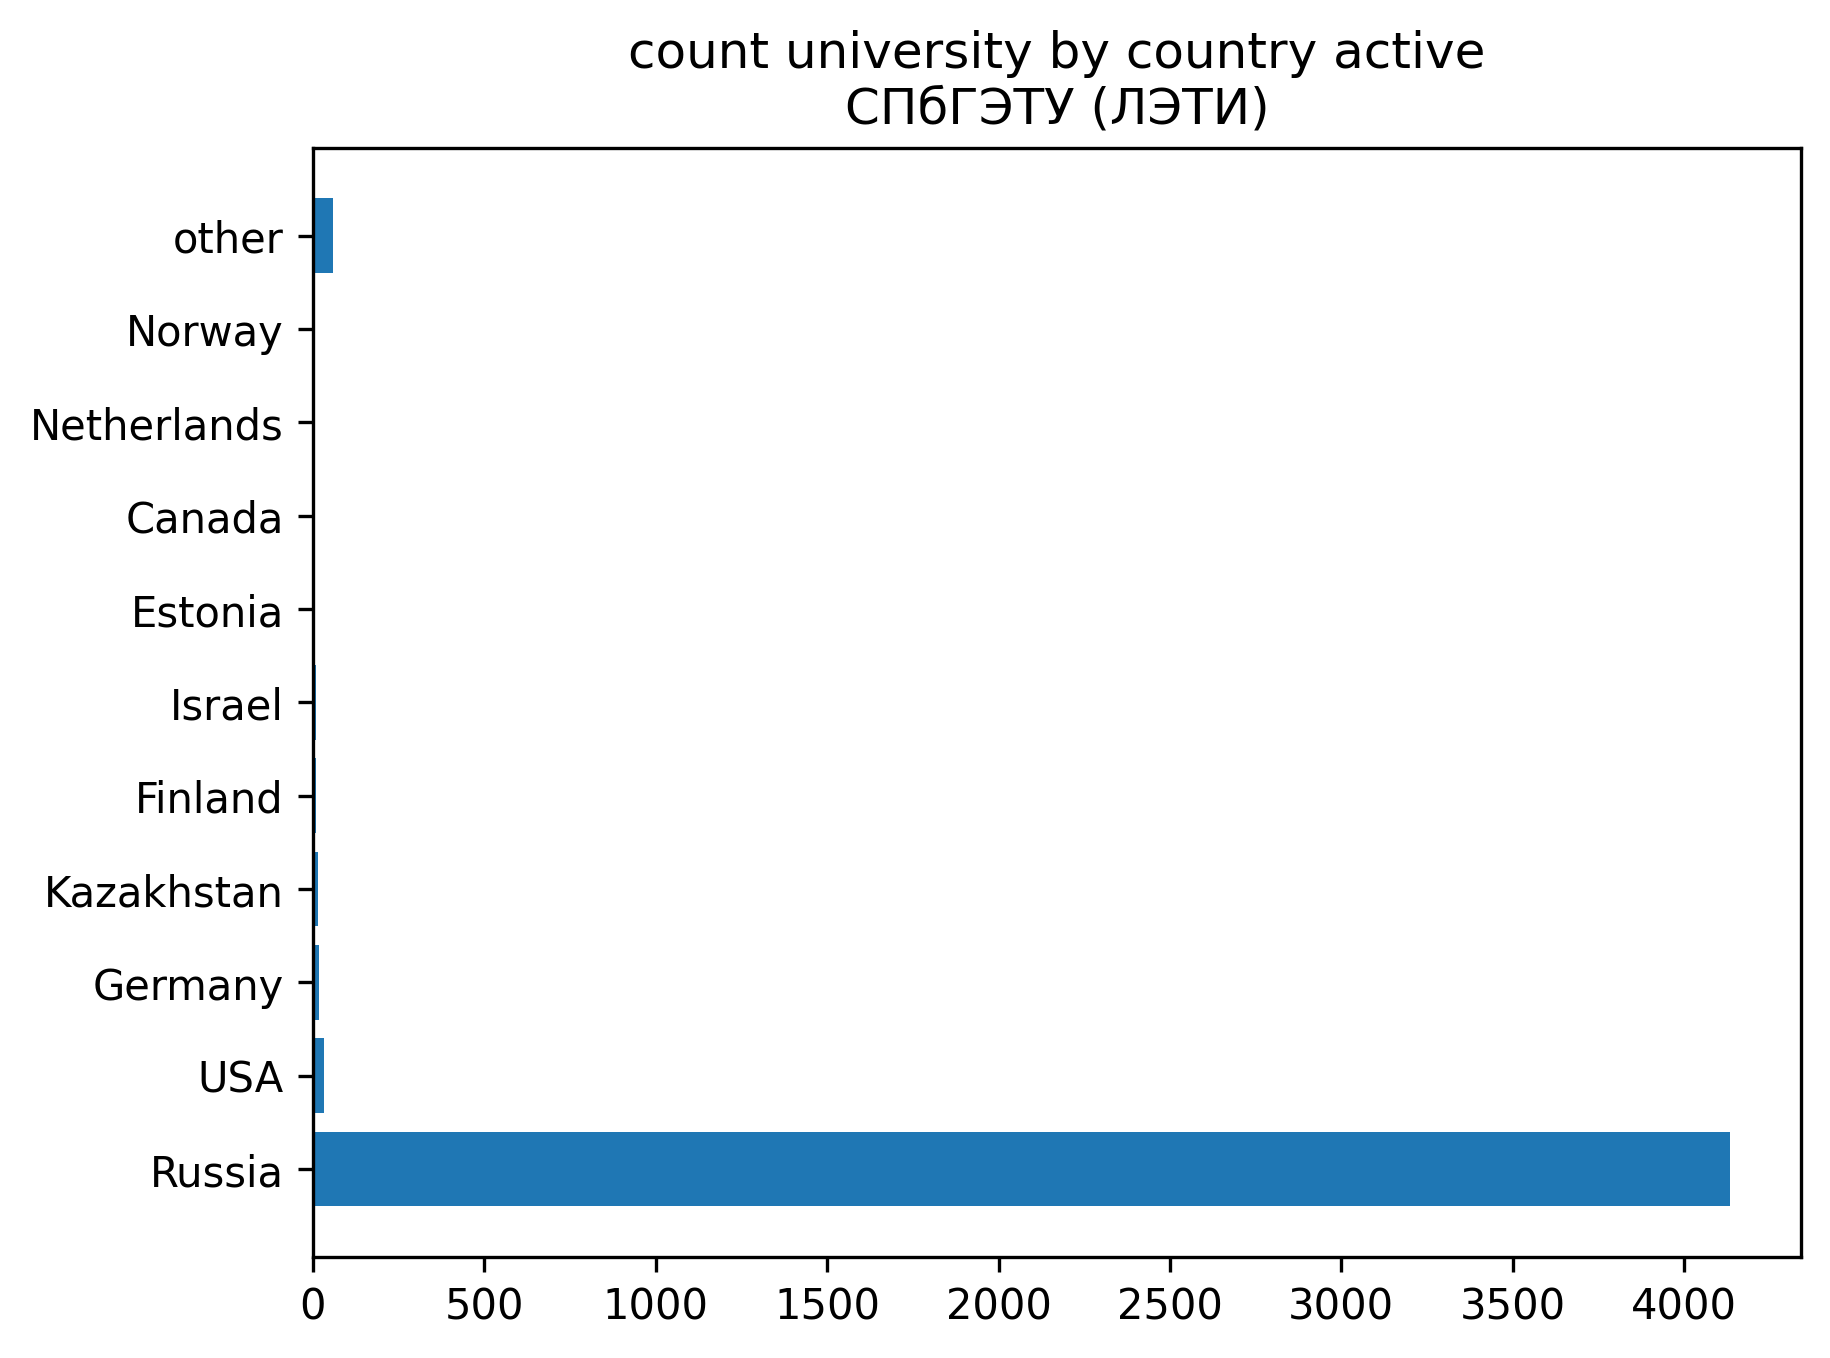 count university by country active
СПбГЭТУ (ЛЭТИ)
other
Norway
Netherlands
Canada
Estonia
Israel
Finland
Kazakhstan
Germany
USA
Russia
0 500 1000 1500 2000 2500 3000 3500 4000